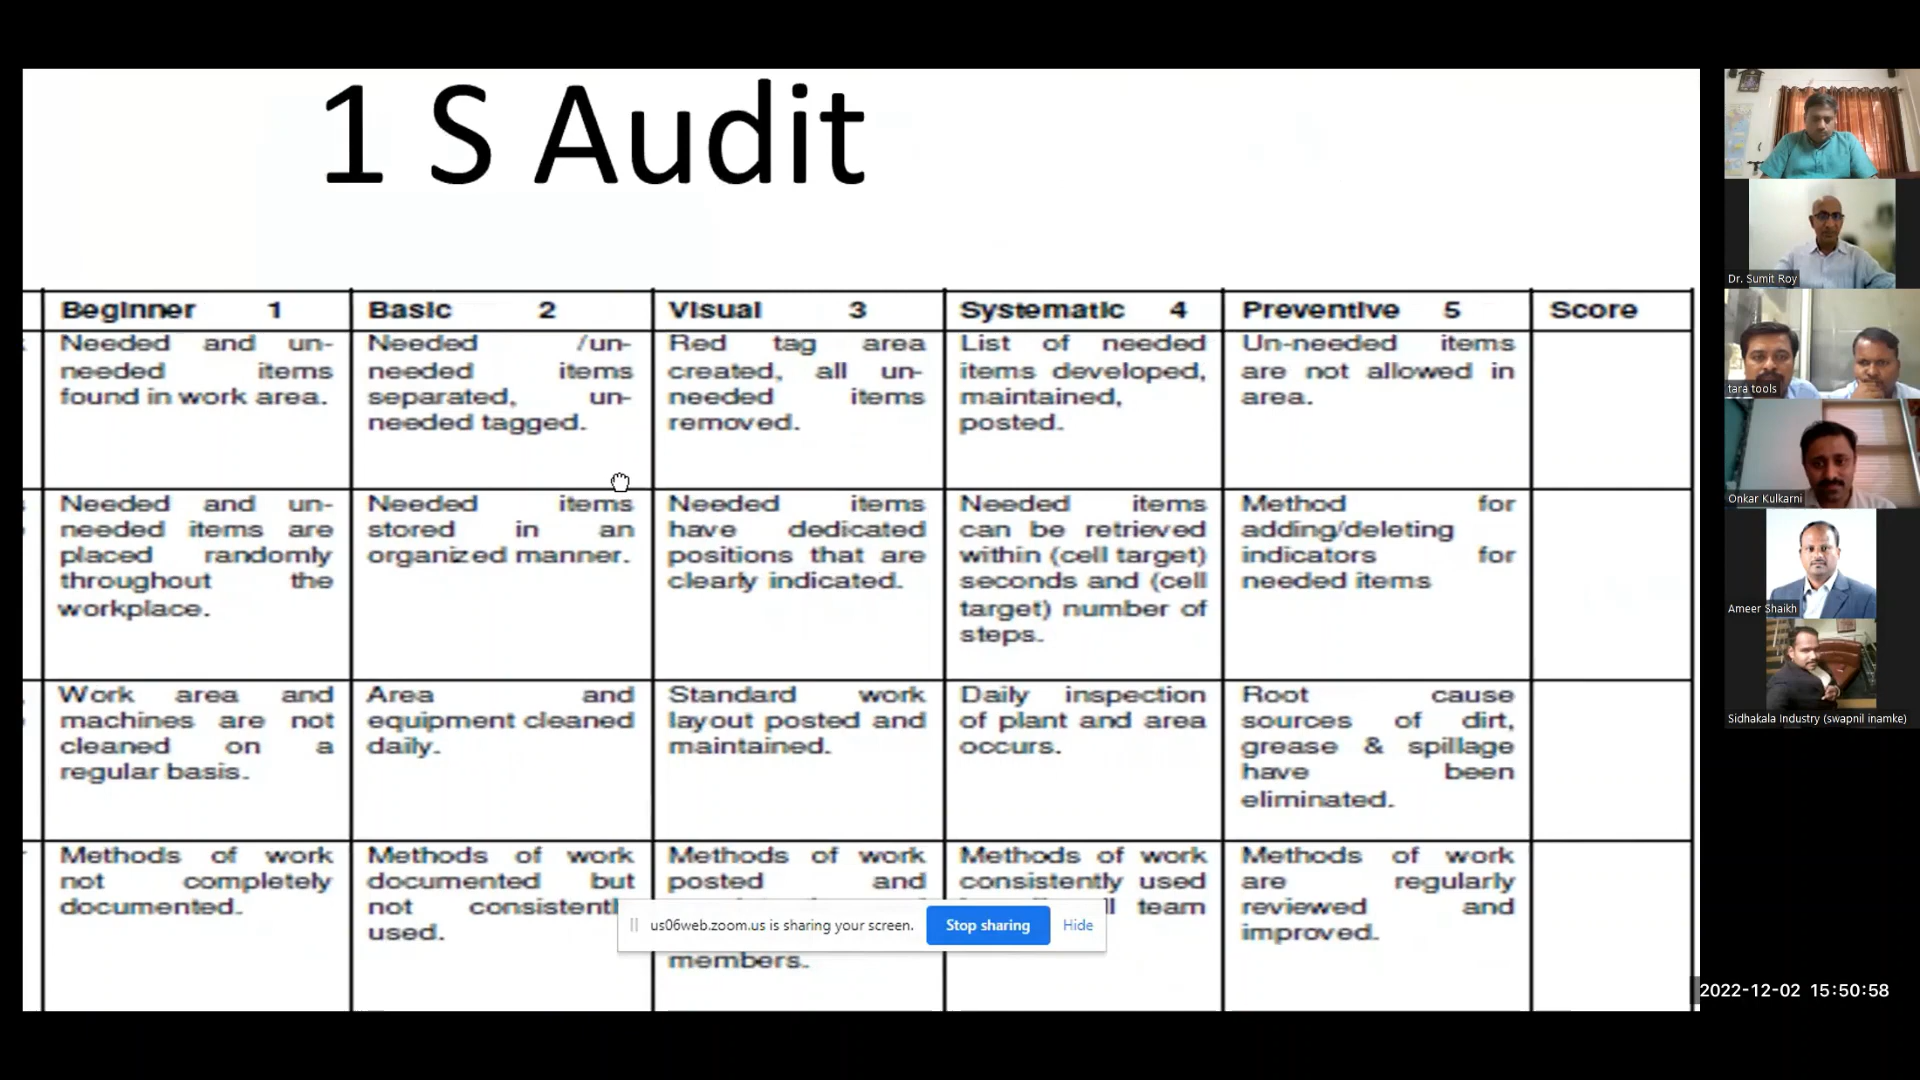 1 S Audit
Beginner 1
Basic 2
Visual 3
Systematic 4
Preventive 5
Score
Needed and un-
needed items
found in work area.
Needed /un-
needed items
separated, un-
needed tagged.
Red tag area
created, all un-
needed items
removed.
List of needed
items developed,
maintained,
posted.
Un-needed items
are not allowed in
area.
Needed and un-
needed items are
placed randomly
throughout the
workplace.
Needed items
stored in an
organized manner.
Needed items
have dedicated
positions that are
clearly indicated.
Needed items
can be retrieved
within (cell target)
seconds and (cell
target) number of
steps.
Method for
adding/deleting
indicators for
needed items
Work area and
machines are not
cleaned on a
regular basis.
Area and
equipment cleaned
daily.
Standard work
layout posted and
maintained.
Daily inspection
of plant and area
occurs.
Root cause
sources of dirt,
grease & spillage
have been
eliminated.
Methods of work
not completely
documented.
Methods of work
documented but
not consistently
used.
Methods of work
posted and
members.
Methods of work
consistently used
team
Methods of work
are regularly
reviewed and
improved.
us06web.zoom.us is sharing your screen.
Stop sharing
Hide
Dr. Sumit Roy
tara tools
Onkar Kulkarni
Ameer Shaikh
Sidhakala Industry (swapnil inamke)
2022-12-02 15:50:58